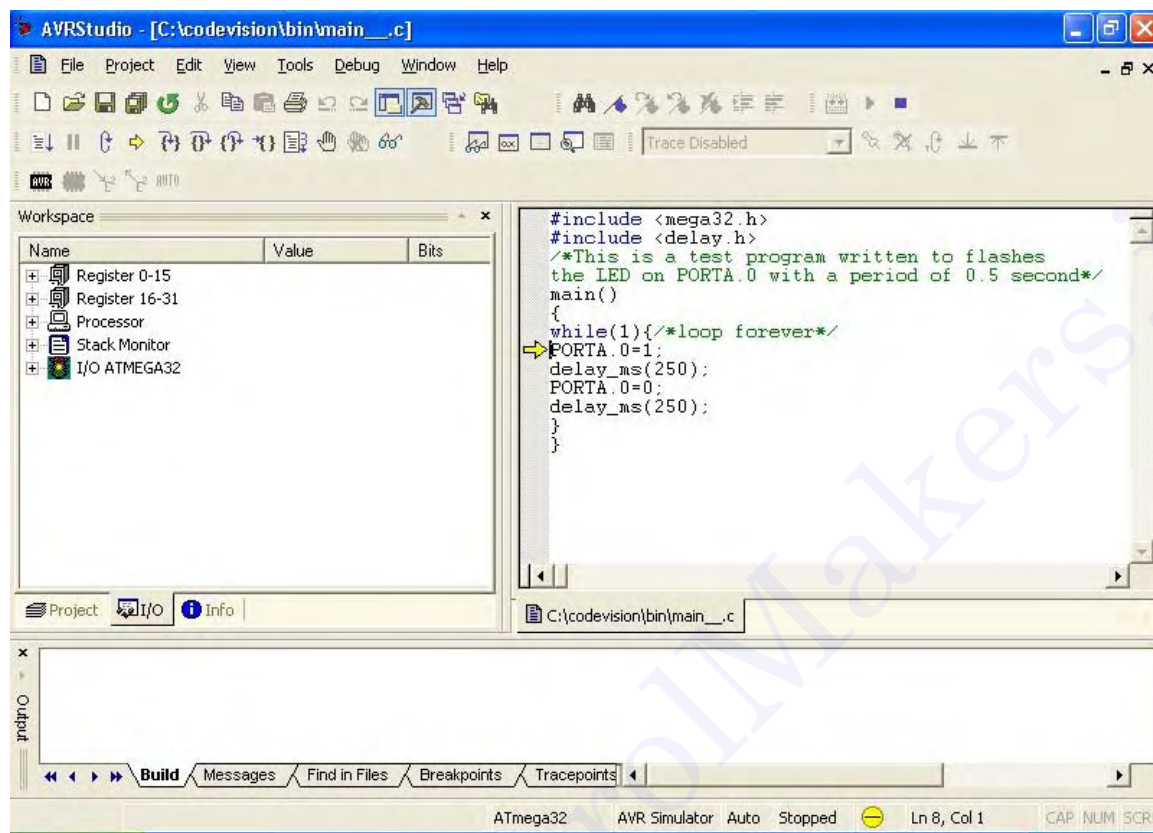 AVRStudio - [C:\codevision\bin\main__.c]
File Project Edit View Tools Debug Window Help
Trace Disabled
AVR AUTO
Workspace
Name Value Bits
Register 0-15
Register 16-31
Processor
Stack Monitor
I/O ATMEGA32
Project I/O Info
#include <mega32.h>
#include <delay.h>
/*This is a test program written to flashes
the LED on PORTA.0 with a period of 0.5 second*/
main()
{
while(1){/*loop forever*/
PORTA.0=1;
delay_ms(250);
PORTA.0=0;
delay_ms(250);
}
}
C:\codevision\bin\main__.c
Output
Build Messages Find in Files Breakpoints Tracepoints
ATmega32 AVR Simulator Auto Stopped Ln 8, Col 1 CAP NUM SCR
rolMakers.